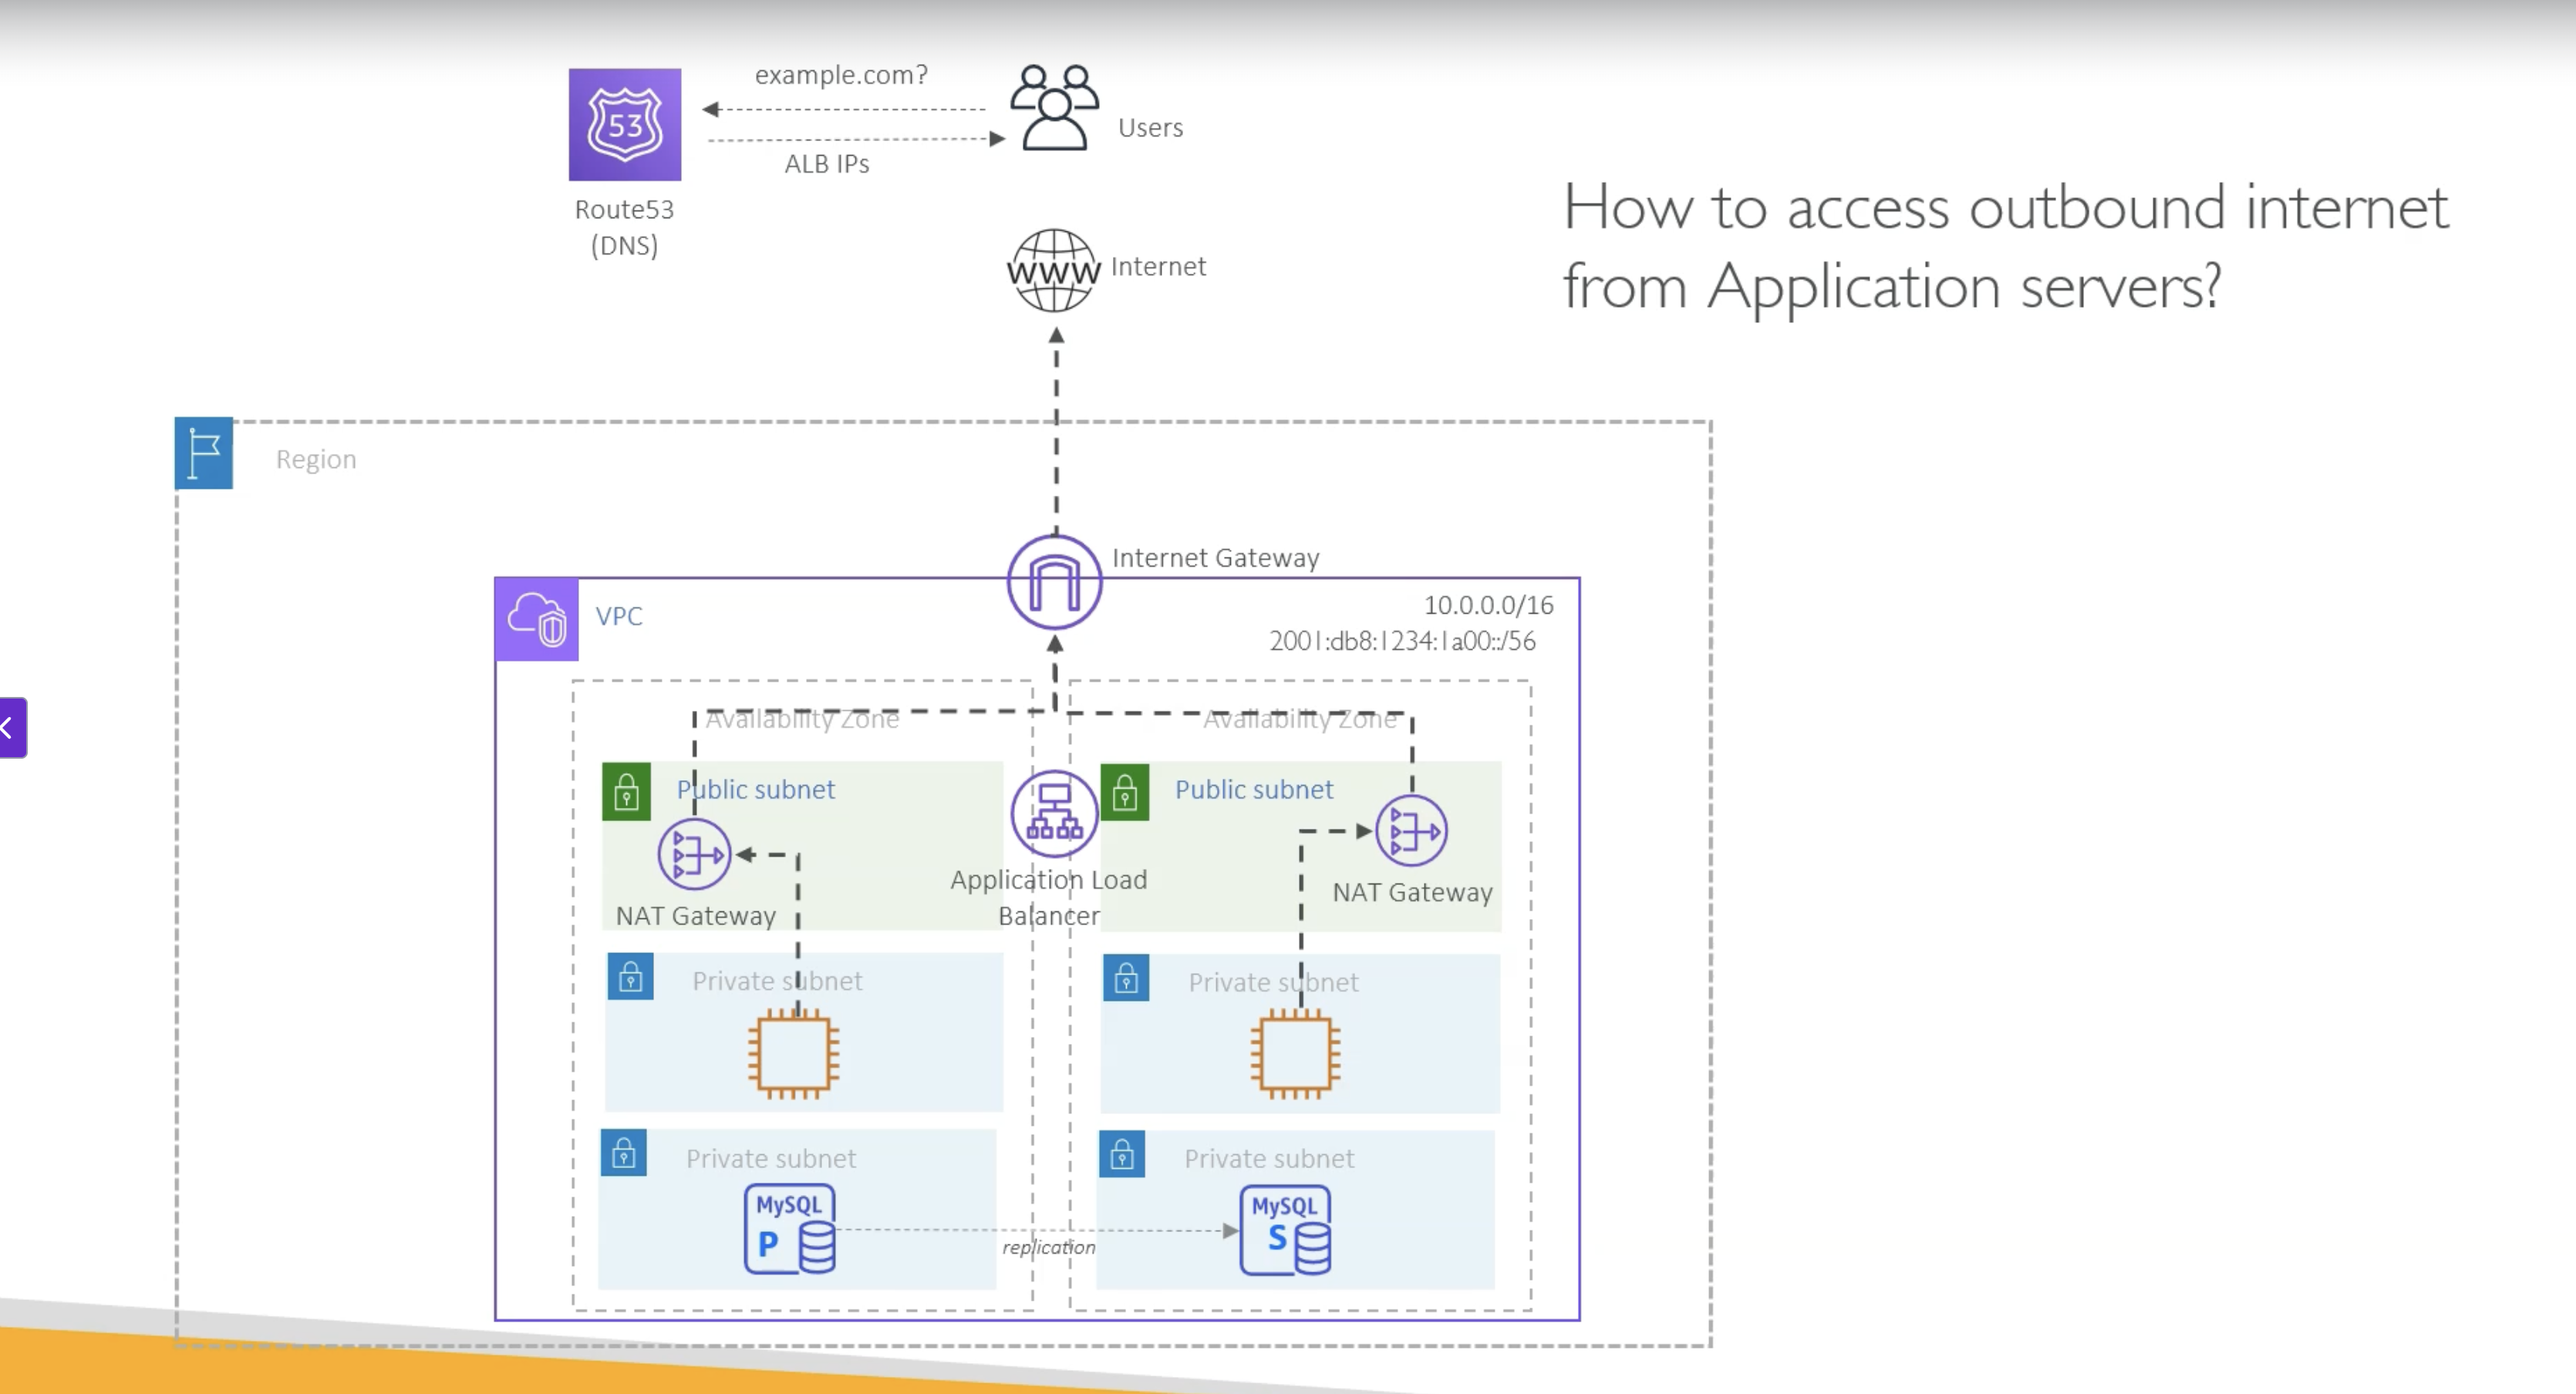 example.com?
53
ALB IPs
Users
Route53
(DNS)
WWW
Internet
How to access outbound internet
from Application servers?
Region
Internet Gateway
VPC
10.0.0.0/16
2001:db8:1234:1a00::/56
Availability Zone
Availability Zone
Public subnet
Public subnet
NAT Gateway
Application Load
Balancer
NAT Gateway
Private subnet
Private subnet
Private subnet
Private subnet
MySQL
P
MySQL
S
replication